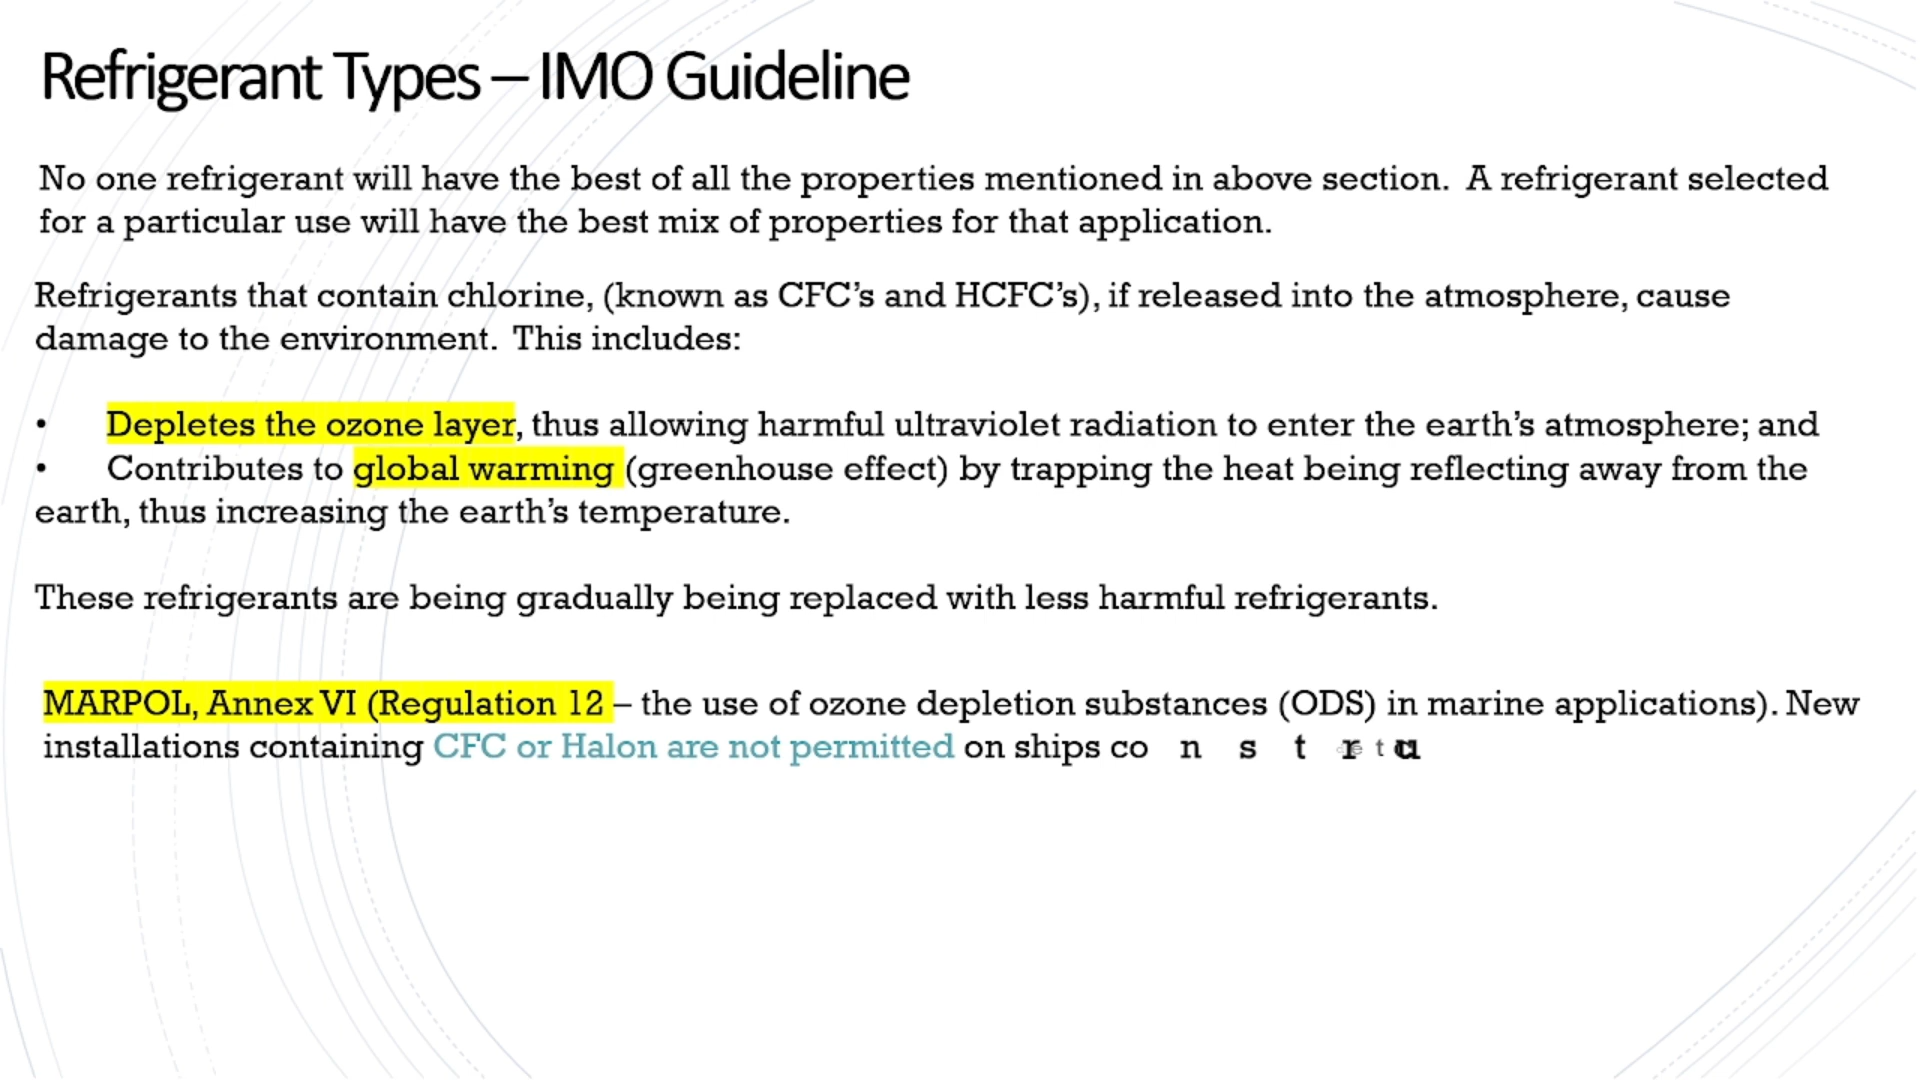 Refrigerant Types – IMO Guideline
No one refrigerant will have the best of all the properties mentioned in above section.  A refrigerant selected
for a particular use will have the best mix of properties for that application.
Refrigerants that contain chlorine, (known as CFC’s and HCFC’s), if released into the atmosphere, cause
damage to the environment.  This includes:
• Depletes the ozone layer, thus allowing harmful ultraviolet radiation to enter the earth’s atmosphere; and
• Contributes to global warming (greenhouse effect) by trapping the heat being reflecting away from the
earth, thus increasing the earth’s temperature.
These refrigerants are being gradually being replaced with less harmful refrigerants.
MARPOL, Annex VI (Regulation 12 – the use of ozone depletion substances (ODS) in marine applications). New
installations containing CFC or Halon are not permitted on ships co n s t r